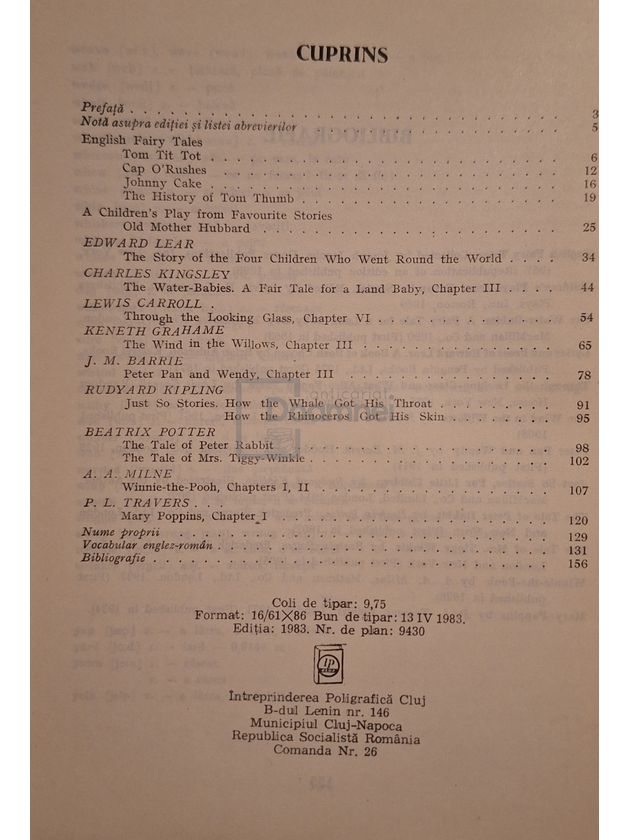 CUPRINS
Prefață . . . . . . . . . . . . . . . . . . . . . . 3
Notă asupra ediției și listei abrevierilor . . . . . . . . . . . . 5
English Fairy Tales
Tom Tit Tot . . . . . . . . . . . . . . . . . . 6
Cap O'Rushes . . . . . . . . . . . . . . . . . . 12
Johnny Cake . . . . . . . . . . . . . . . . . . 16
The History of Tom Thumb . . . . . . . . . . . . . . 19
A Children's Play from Favourite Stories
Old Mother Hubbard . . . . . . . . . . . . . . . . 25
EDWARD LEAR
The Story of the Four Children Who Went Round the World . . . . 34
CHARLES KINGSLEY
The Water-Babies. A Fair Tale for a Land Baby, Chapter III . . . . 44
LEWIS CARROLL .
Through the Looking Glass, Chapter VI . . . . . . . . . . . 54
KENETH GRAHAME
The Wind in the Willows, Chapter III . . . . . . . . . . . . 65
J. M. BARRIE
Peter Pan and Wendy, Chapter III . . . . . . . . . . . . . 78
RUDYARD KIPLING
Just So Stories. How the Whale Got His Throat . . . . . . . . 91
How the Rhinoceros Got His Skin . . . . . . . 95
BEATRIX POTTER
The Tale of Peter Rabbit . . . . . . . . . . . . . . . 98
The Tale of Mrs. Tiggy-Winkle . . . . . . . . . . . . . . 102
A. A. MILNE
Winnie-the-Pooh, Chapters I, II . . . . . . . . . . . . . . 107
P. L. TRAVERS . . .
Mary Poppins, Chapter I . . . . . . . . . . . . . . . 120
Nume proprii . . . . . . . . . . . . . . . . . . . . 129
Vocabular englez-român . . . . . . . . . . . . . . . . . . 131
Bibliografie . . . . . . . . . . . . . . . . . . . . . 156
Coli de tipar: 9,75
Format: 16/61×86 Bun de tipar: 13 IV 1983.
Ediția: 1983. Nr. de plan: 9430
Întreprinderea Poligrafică Cluj
B-dul Lenin nr. 146
Municipiul Cluj-Napoca
Republica Socialistă România
Comanda Nr. 26